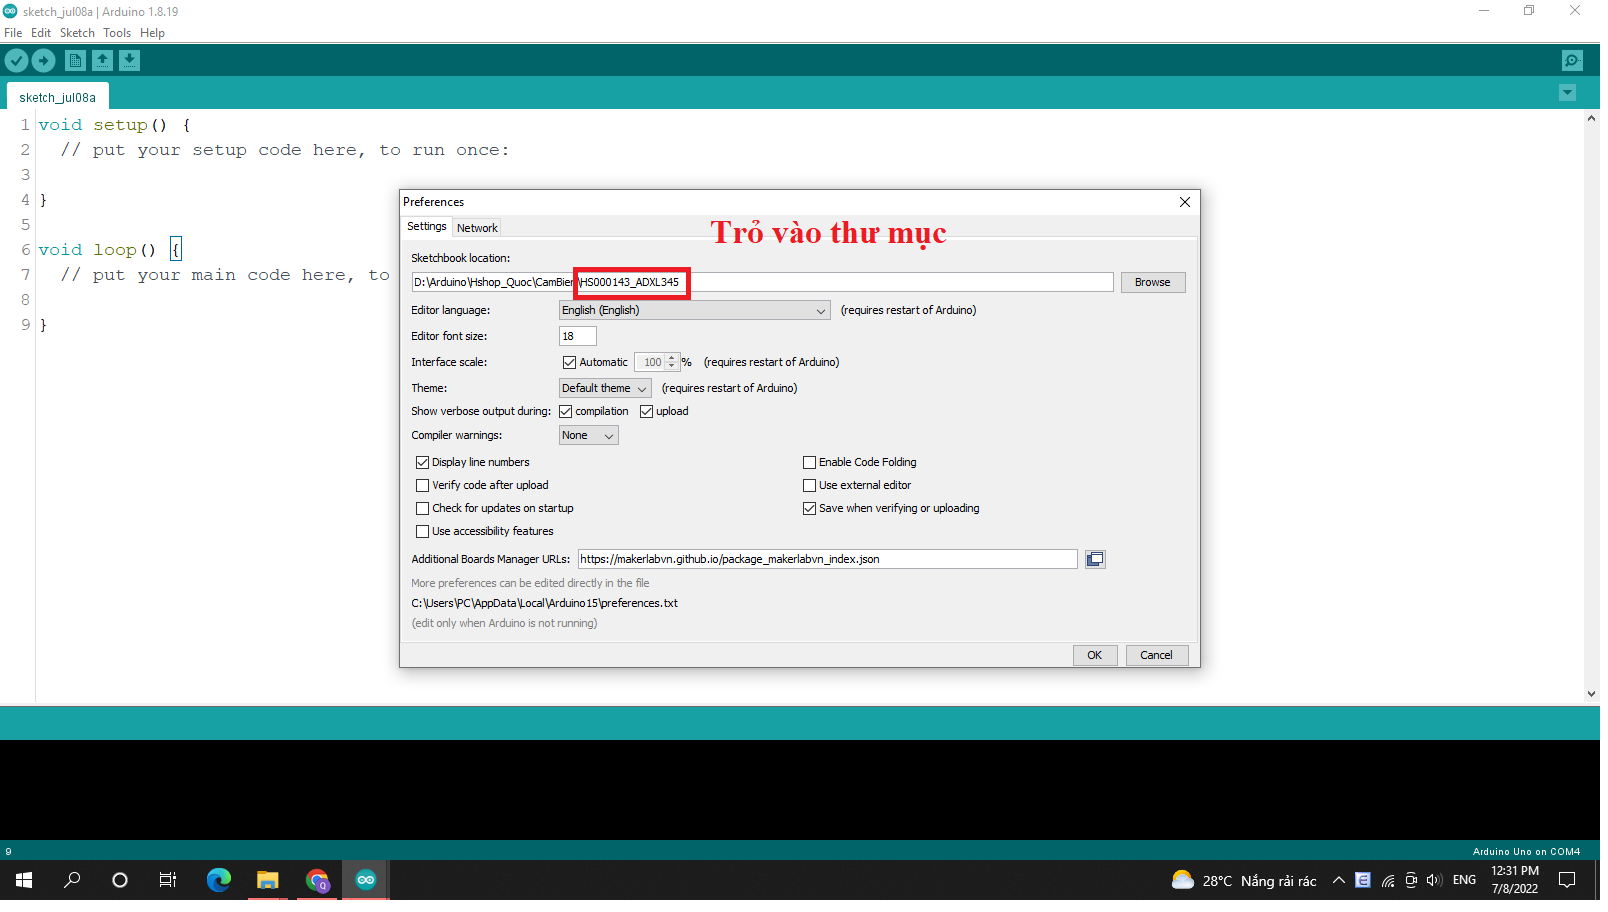 sketch_jul08a | Arduino 1.8.19
File Edit Sketch Tools Help
sketch_jul08a
1 void setup() {
2 // put your setup code here, to run once:
3
4 }
5
6 void loop() {
7 // put your main code here, to
8
9 }
Preferences
Settings Network
Trỏ vào thư mục
Sketchbook location:
D:\Arduino\Hshop_Quoc\CamBien\HS000143_ADXL345 Browse
Editor language: English (English) (requires restart of Arduino)
Editor font size: 18
Interface scale: Automatic 100 % (requires restart of Arduino)
Theme: Default theme (requires restart of Arduino)
Show verbose output during: compilation upload
Compiler warnings: None
Display line numbers Enable Code Folding
Verify code after upload Use external editor
Check for updates on startup Save when verifying or uploading
Use accessibility features
Additional Boards Manager URLs: https://makerlabvn.github.io/package_makerlabvn_index.json
More preferences can be edited directly in the file
C:\Users\PC\AppData\Local\Arduino15\preferences.txt
(edit only when Arduino is not running)
OK Cancel
9 Arduino Uno on COM4
28°C Nắng rải rác ENG 12:31 PM
7/8/2022